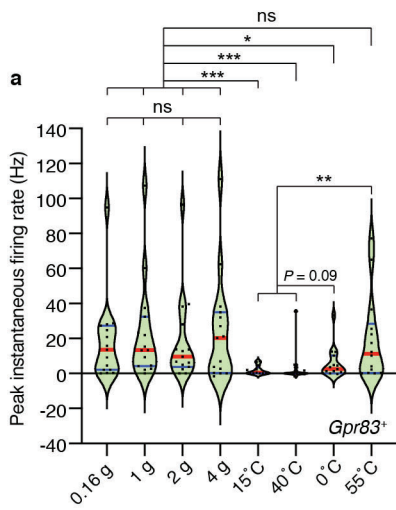 ns
*
***
a
***
ns
Peak instantaneous firing rate (Hz)
140
120
100
80
60
40
20
0
-20
-40
**
P = 0.09
Gpr83+
0.16 g
1 g
2 g
4 g
15°C
40°C
0°C
55°C